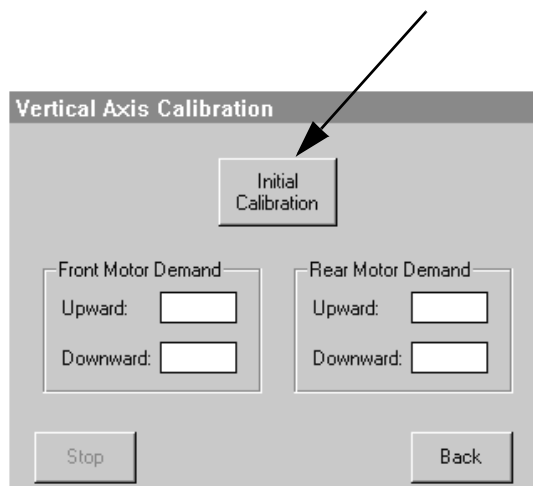 Vertical Axis Calibration
Initial
Calibration
Front Motor Demand
Upward:
Downward:
Rear Motor Demand
Upward:
Downward:
Stop
Back